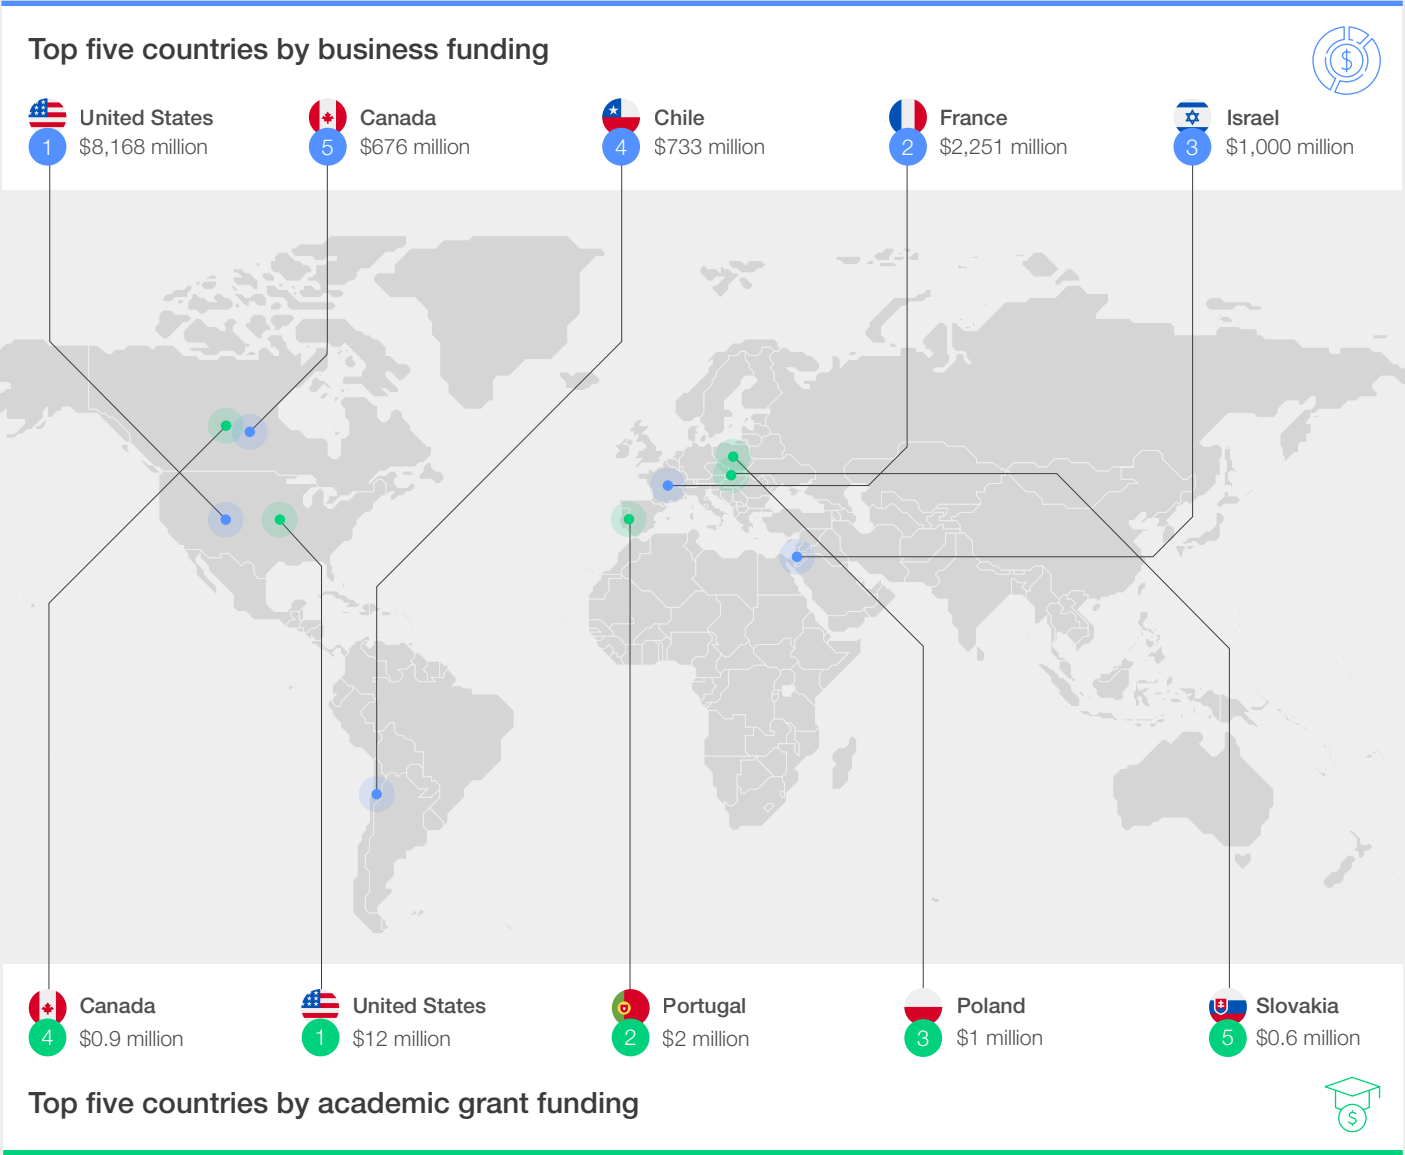 Top five countries by business funding
$
United States
1
$8,168 million
Canada
5
$676 million
Chile
4
$733 million
France
2
$2,251 million
Israel
3
$1,000 million
Canada
4
$0.9 million
United States
1
$12 million
Portugal
2
$2 million
Poland
3
$1 million
Slovakia
5
$0.6 million
Top five countries by academic grant funding
$